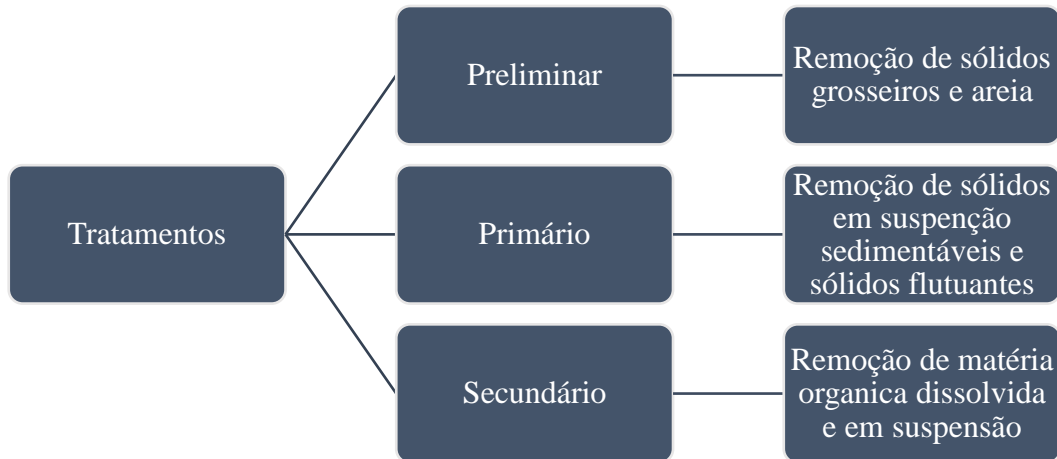 Tratamentos
Preliminar
Remoção de sólidos
grosseiros e areia
Primário
Remoção de sólidos
em suspenção
sedimentáveis e
sólidos flutuantes
Secundário
Remoção de matéria
organica dissolvida
e em suspensão